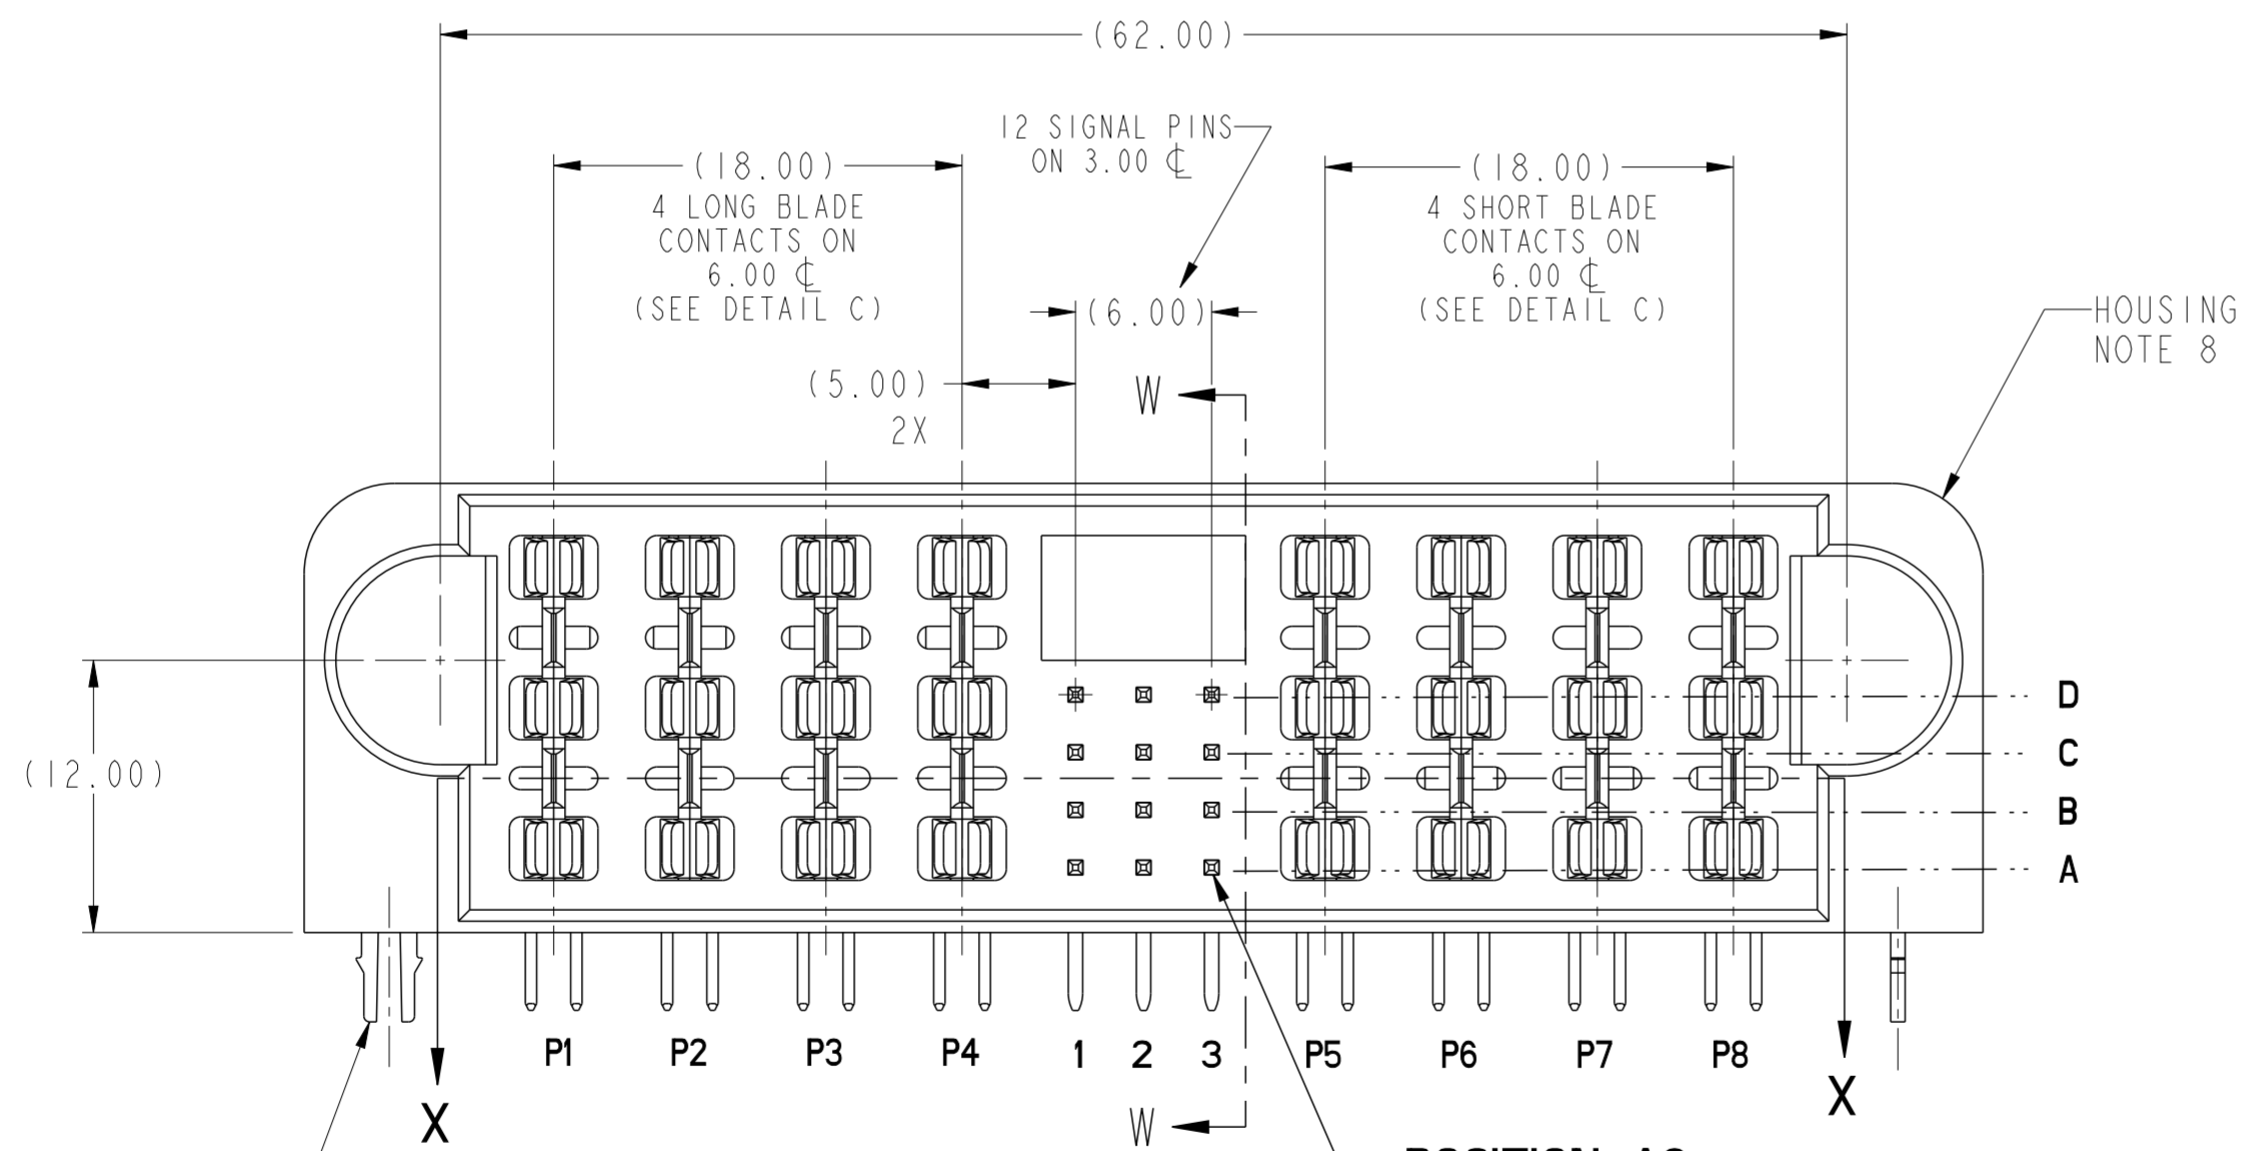 (62.00)
12 SIGNAL PINS
ON 3.00 ℄
(18.00)
4 LONG BLADE
CONTACTS ON
6.00 ℄
(SEE DETAIL C)
(18.00)
4 SHORT BLADE
CONTACTS ON
6.00 ℄
(SEE DETAIL C)
(6.00)
HOUSING
NOTE 8
(5.00)
2X
W
D
C
(12.00)
B
A
P1 P2 P3 P4 1 2 3 P5 P6 P7 P8
X
X
W